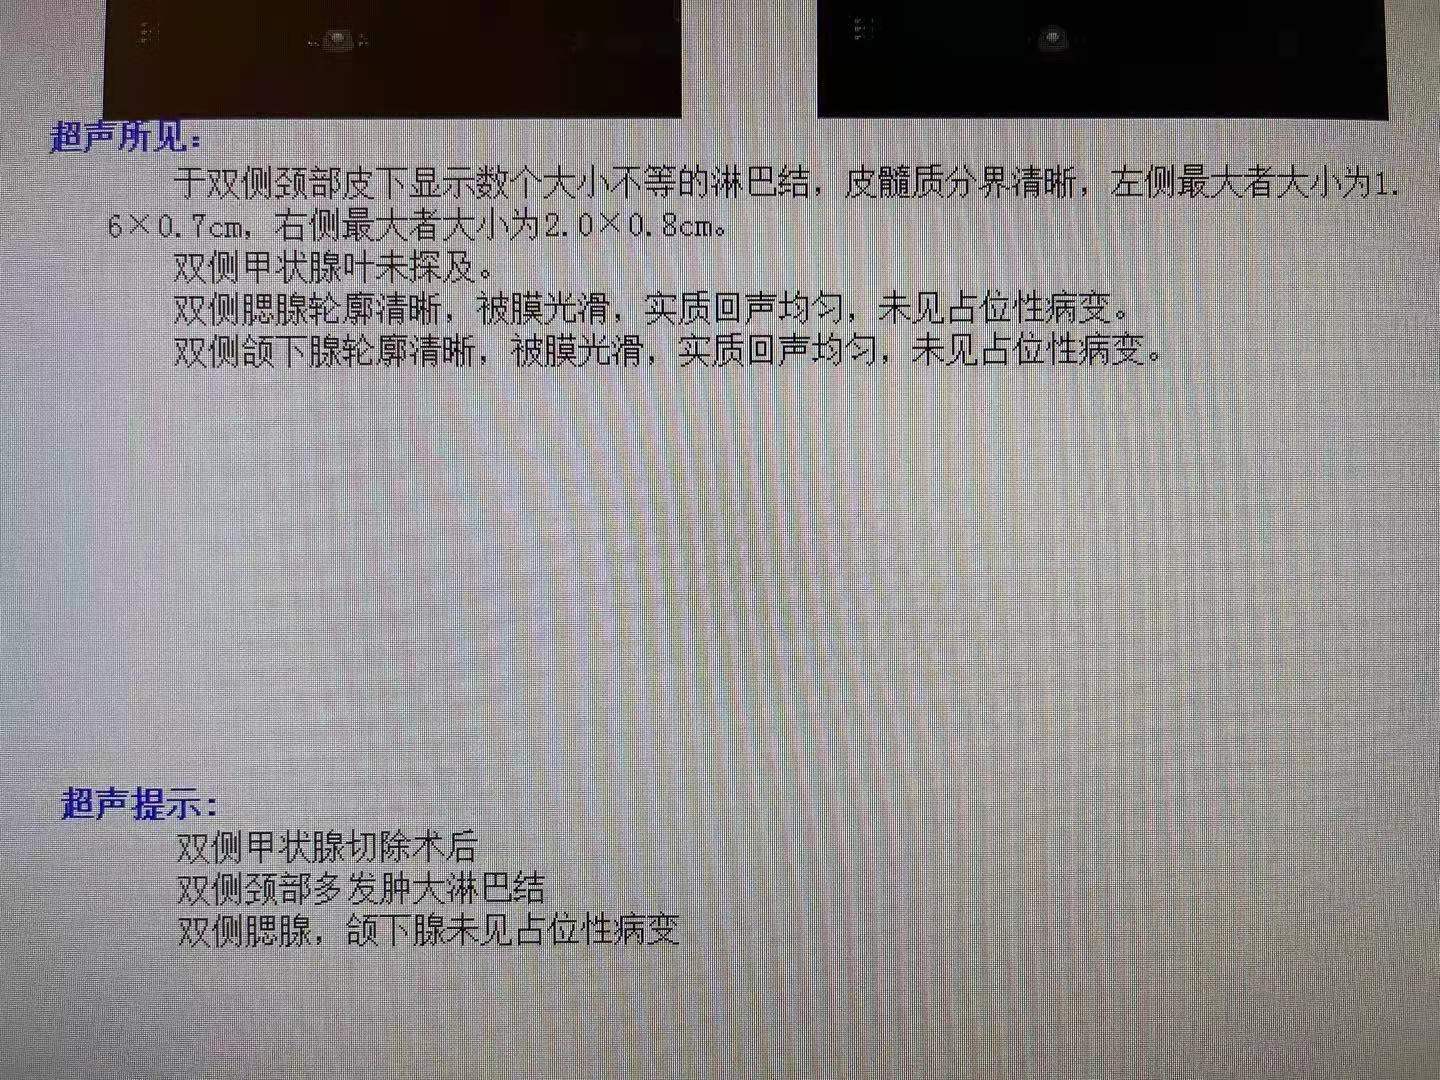 超声所见:
于双侧颈部皮下显示数个大小不等的淋巴结，皮髓质分界清晰，左侧最大者大小为1.
6×0.7cm，右侧最大者大小为2.0×0.8cm。
双侧甲状腺叶未探及。
双侧腮腺轮廓清晰，被膜光滑，实质回声均匀，未见占位性病变。
双侧颌下腺轮廓清晰，被膜光滑，实质回声均匀，未见占位性病变。
超声提示:
双侧甲状腺切除术后
双侧颈部多发肿大淋巴结
双侧腮腺，颌下腺未见占位性病变